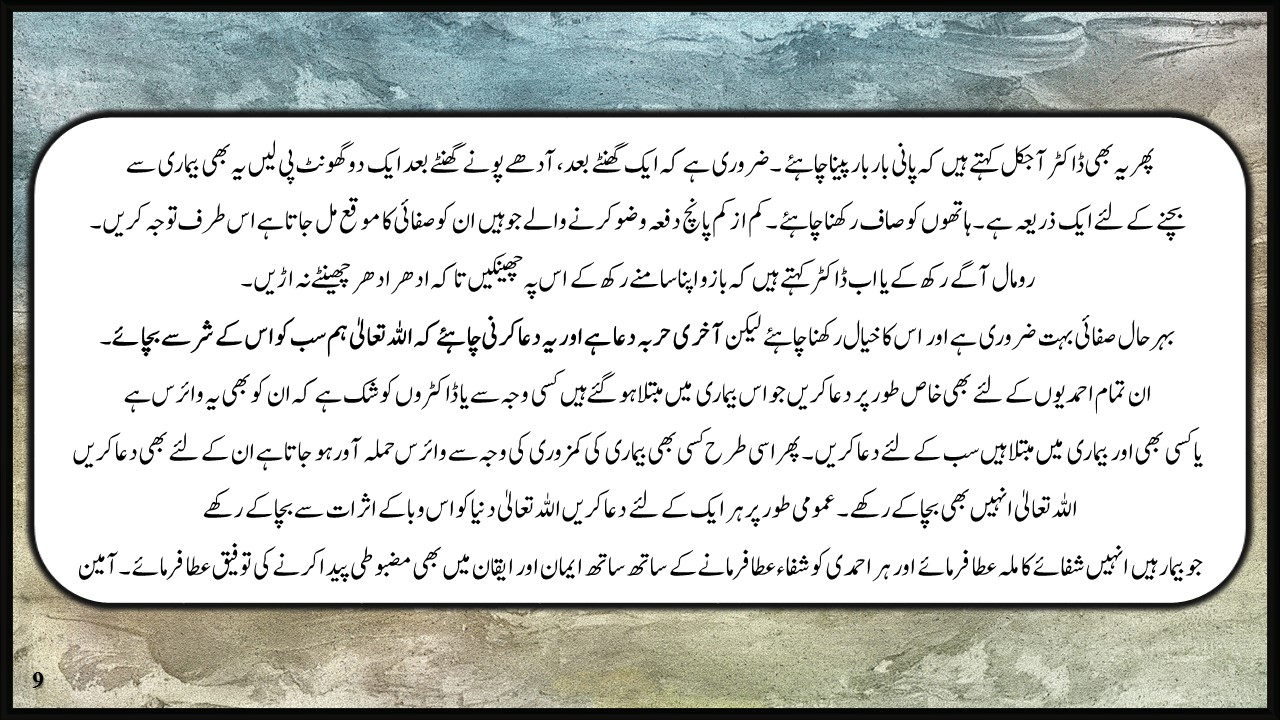 پھر یہ بھی ڈاکٹر آجکل کہتے ہیں کہ پانی بار بار پینا چاہئے ۔ ضروری ہے کہ ایک گھنٹے بعد، آدھے پونے گھنٹے بعد ایک دو گھونٹ پی لیں یہ بھی بیماری سے
بچنے کے لئے ایک ذریعہ ہے۔ ہاتھوں کو صاف رکھنا چاہئے۔ کم از کم پانچ دفعہ وضو کرنے والے جو ہیں ان کو صفائی کا موقع مل جاتا ہے اس طرف توجہ کریں۔
رومال آگے رکھ کے یا اب ڈاکٹر کہتے ہیں کہ بازو اپنا سامنے رکھ کے اس پہ چھینکیں تا کہ ادھر ادھر چھینٹے نہ اڑیں۔
بہرحال صفائی بہت ضروری ہے اور اس کا خیال رکھنا چاہئے لیکن آخری حربہ دعا ہے اور یہ دعا کرنی چاہئے کہ اللہ تعالیٰ ہم سب کو اس کے شر سے بچائے۔
ان تمام احمدیوں کے لئے بھی خاص طور پر دعا کریں جو اس بیماری میں مبتلا ہو گئے ہیں کسی وجہ سے یا ڈاکٹروں کو شک ہے کہ ان کو بھی یہ وائرس ہے
یا کسی بھی اور بیماری میں مبتلا ہیں سب کے لئے دعا کریں۔ پھر اسی طرح کسی بھی بیماری کی کمزوری کی وجہ سے وائرس حملہ آور ہو جاتا ہے ان کے لئے بھی دعا کریں
اللہ تعالیٰ انہیں بھی بچا کے رکھے۔ عمومی طور پر ہر ایک کے لئے دعا کریں اللہ تعالیٰ دنیا کو اس وبا کے اثرات سے بچا کے رکھے
جو بیمار ہیں انہیں شفائے کاملہ عطا فرمائے اور ہر احمدی کو شفاء عطا فرمانے کے ساتھ ساتھ ایمان اور ایقان میں بھی مضبوطی پیدا کرنے کی توفیق عطا فرمائے۔ آمین
9